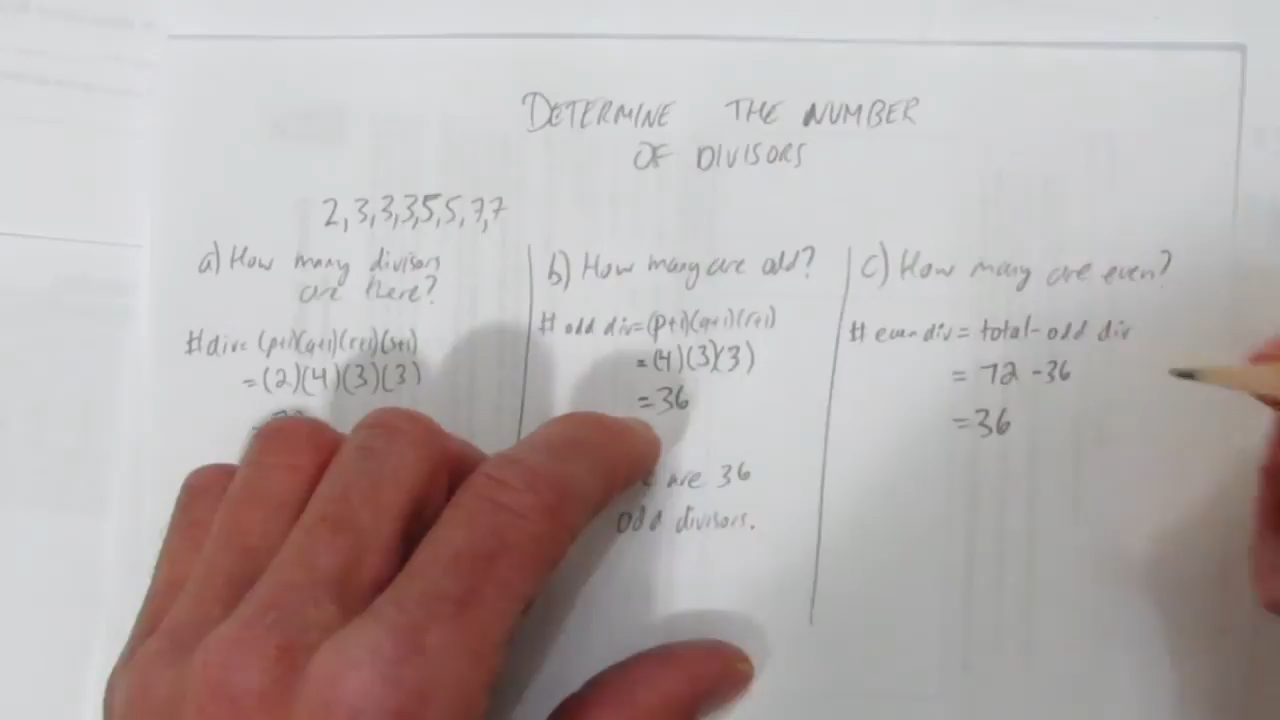 DETERMINE THE NUMBER
OF DIVISORS
2,3,3,3,5,5,7,7
a) How many divisors
are there?
# div= (p+1)(q+1)(r+1)(s+1)
=(2)(4)(3)(3)
b) How many are odd?
# odd div=(p+1)(q+1)(r+1)
=(4)(3)(3)
=36
are 36
odd divisors.
c) How many are even?
# even div= total-odd div
= 72 -36
=36